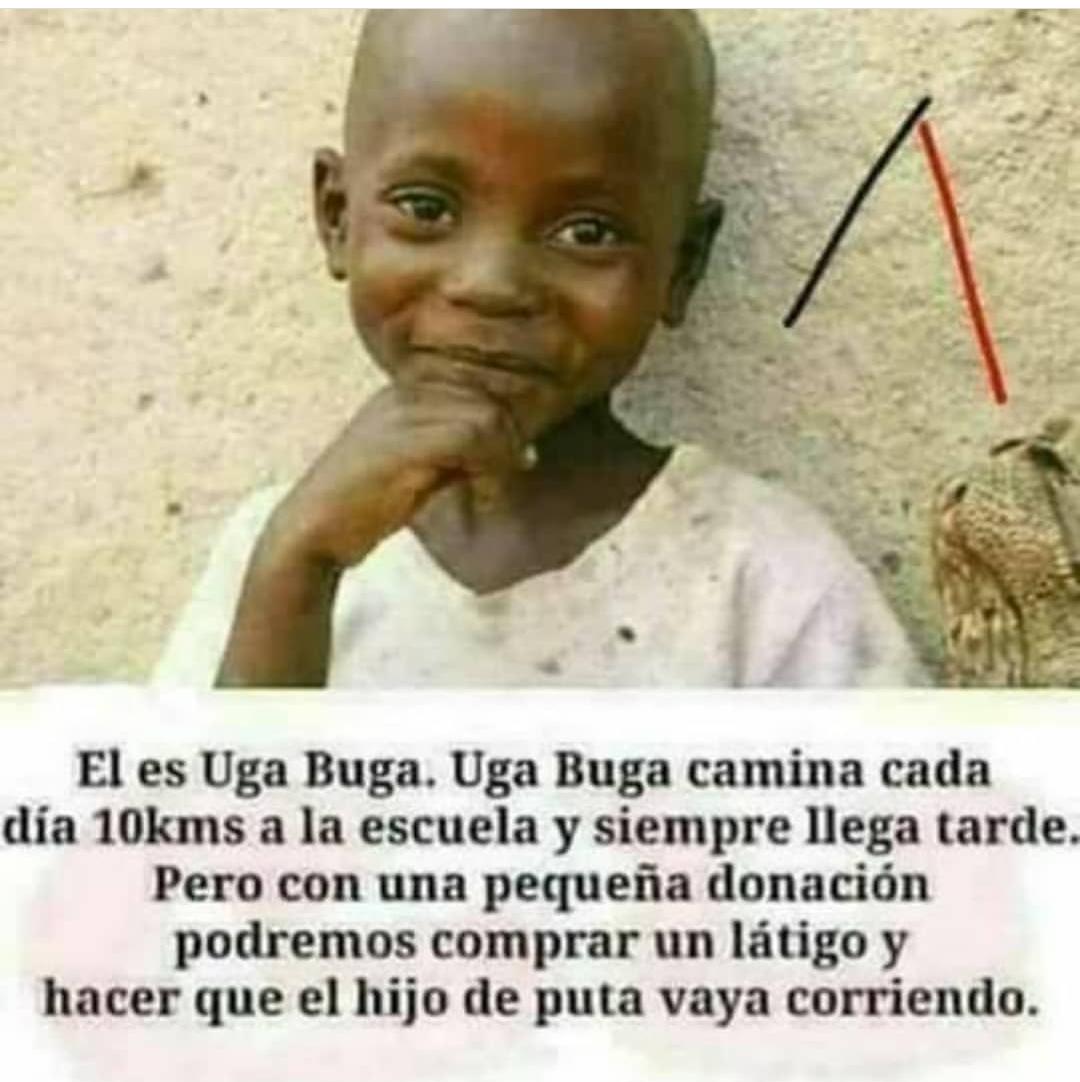 El es Uga Buga. Uga Buga camina cada
día 10kms a la escuela y siempre llega tarde.
Pero con una pequeña donación
podremos comprar un látigo y
hacer que el hijo de puta vaya corriendo.